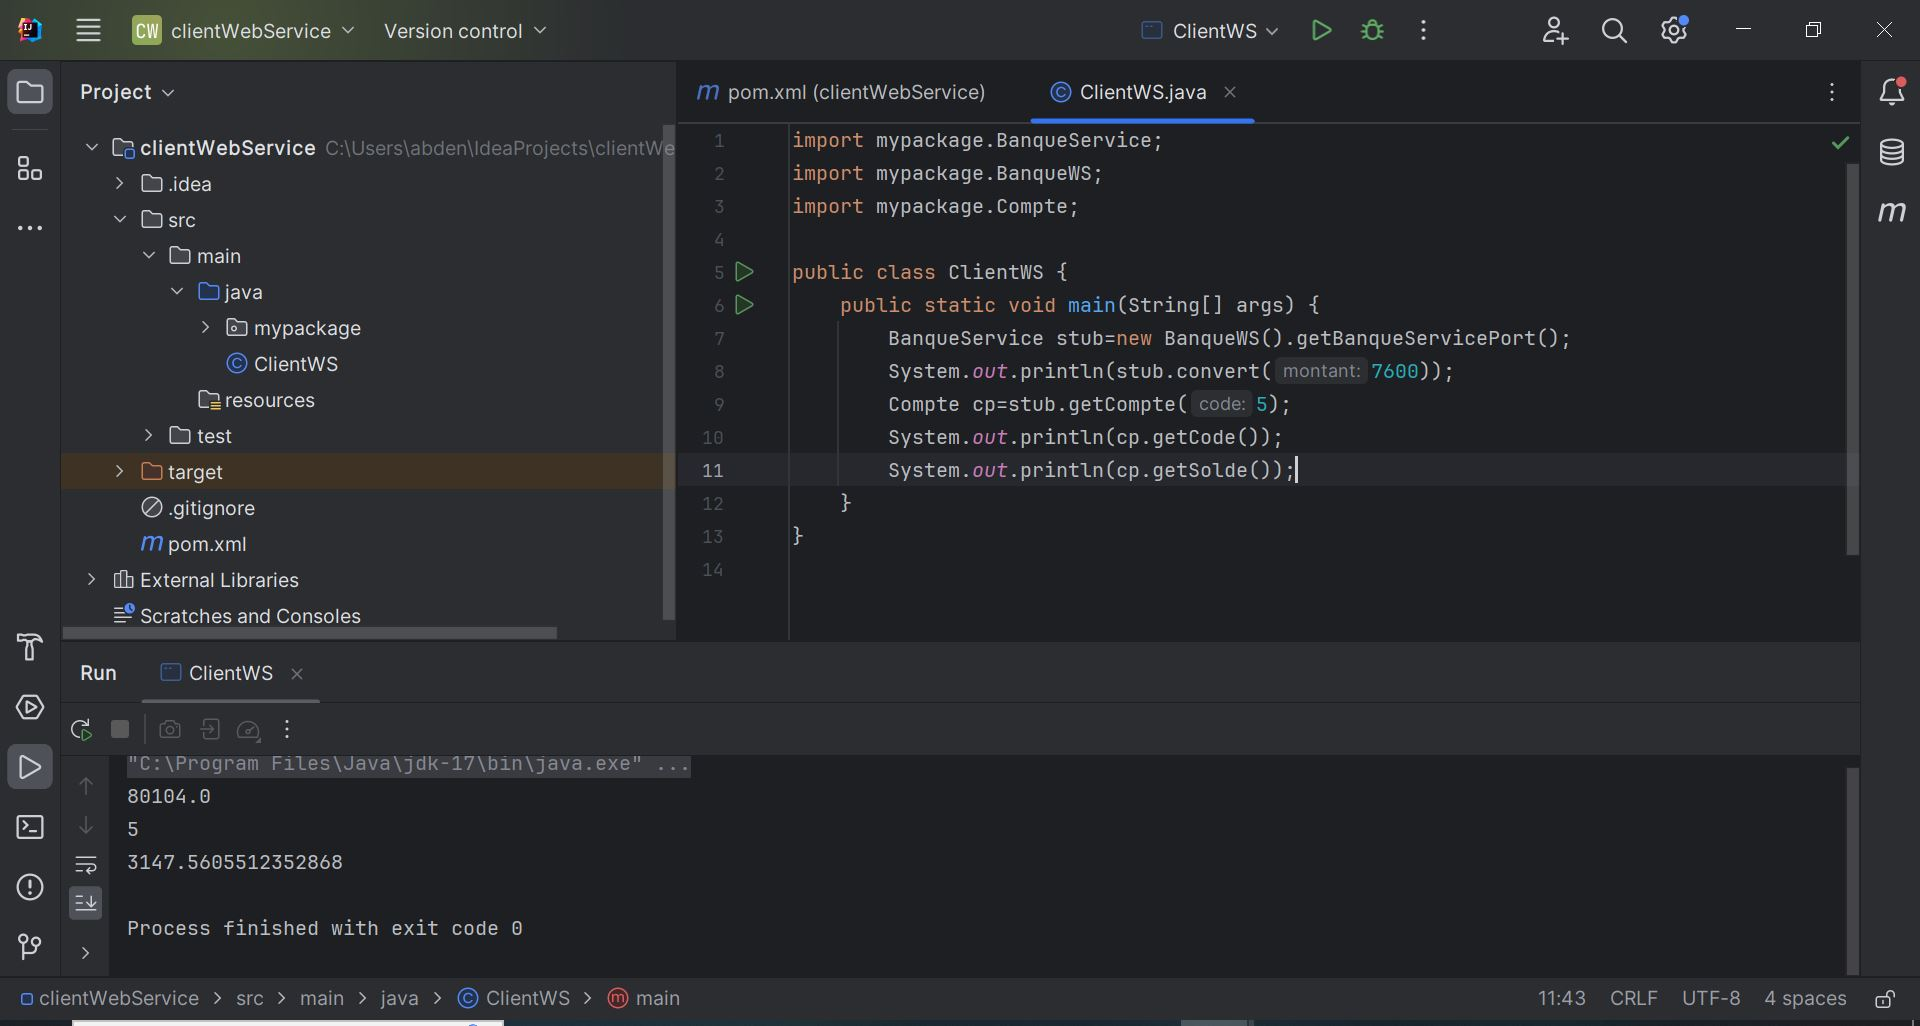 CW clientWebService Version control ClientWS
Project
pom.xml (clientWebService) ClientWS.java
clientWebService C:\Users\abden\IdeaProjects\clientWe
.idea
src
main
java
mypackage
ClientWS
resources
test
target
.gitignore
m pom.xml
External Libraries
Scratches and Consoles
1 import mypackage.BanqueService;
2 import mypackage.BanqueWS;
3 import mypackage.Compte;
4
5 public class ClientWS {
6 public static void main(String[] args) {
7 BanqueService stub=new BanqueWS().getBanqueServicePort();
8 System.out.println(stub.convert( montant: 7600));
9 Compte cp=stub.getCompte( code: 5);
10 System.out.println(cp.getCode());
11 System.out.println(cp.getSolde());
12 }
13 }
14
Run ClientWS
"C:\Program Files\Java\jdk-17\bin\java.exe" ...
80104.0
5
3147.5605512352868
Process finished with exit code 0
clientWebService > src > main > java > ClientWS > main 11:43 CRLF UTF-8 4 spaces